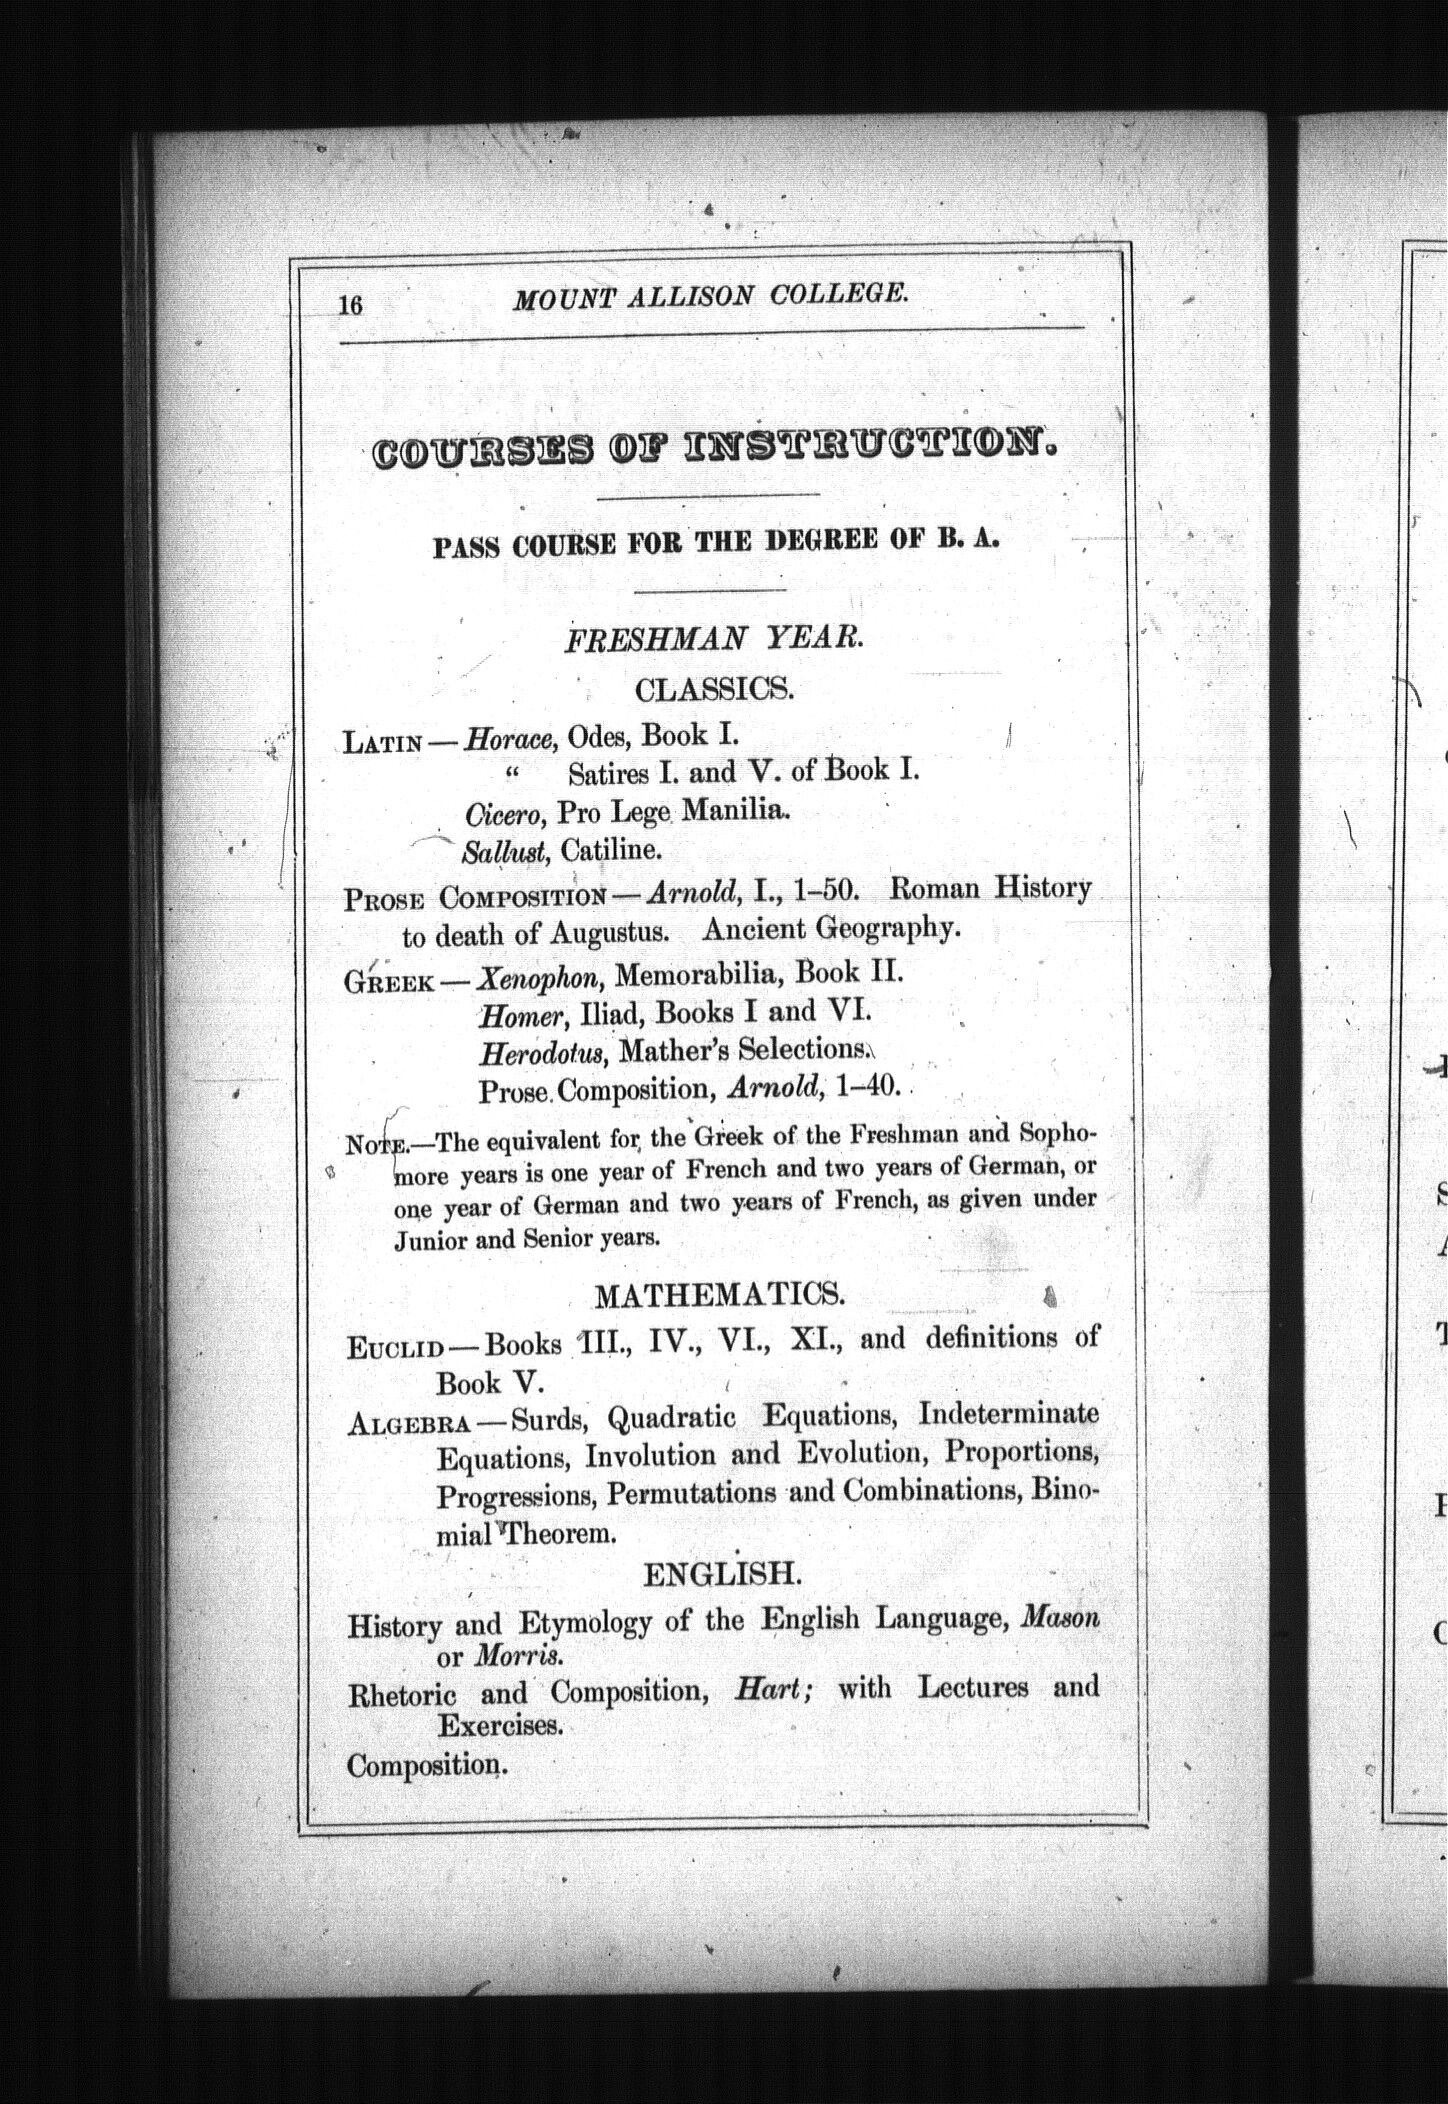 16 MOUNT ALLISON COLLEGE.
COURSES OF INSTRUCTION.
PASS COURSE FOR THE DEGREE OF B. A.
FRESHMAN YEAR.
CLASSICS.
LATIN — Horace, Odes, Book I.
“ Satires I. and V. of Book I.
Cicero, Pro Lege Manilia.
Sallust, Catiline.
PROSE COMPOSITION — Arnold, I., 1–50. Roman History
to death of Augustus. Ancient Geography.
GREEK — Xenophon, Memorabilia, Book II.
Homer, Iliad, Books I and VI.
Herodotus, Mather's Selections.
Prose Composition, Arnold, 1–40.
NOTE.—The equivalent for the Greek of the Freshman and Sopho-
more years is one year of French and two years of German, or
one year of German and two years of French, as given under
Junior and Senior years.
MATHEMATICS.
EUCLID — Books III., IV., VI., XI., and definitions of
Book V.
ALGEBRA — Surds, Quadratic Equations, Indeterminate
Equations, Involution and Evolution, Proportions,
Progressions, Permutations and Combinations, Bino-
mial Theorem.
ENGLISH.
History and Etymology of the English Language, Mason
or Morris.
Rhetoric and Composition, Hart; with Lectures and
Exercises.
Composition.